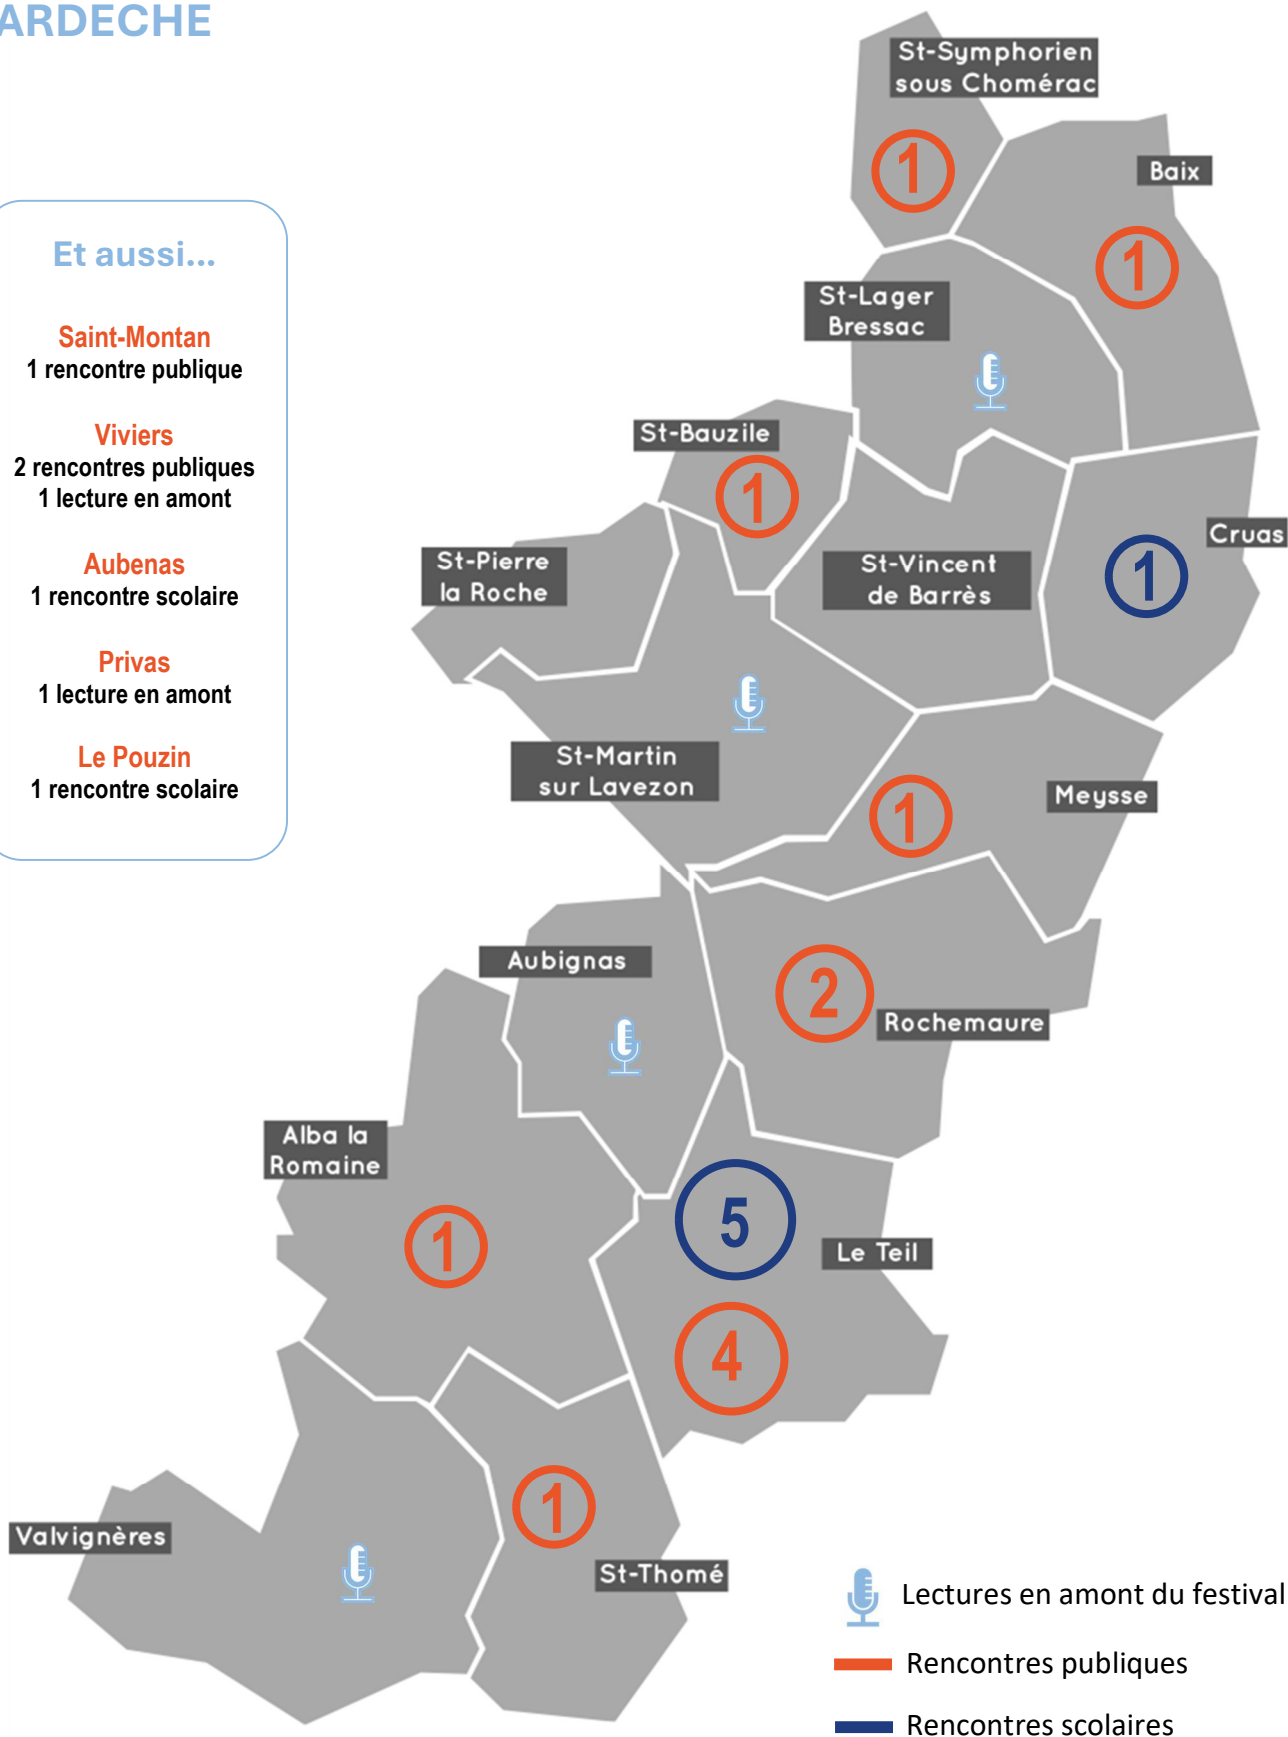 ARDECHE
Et aussi...
Saint-Montan
1 rencontre publique
Viviers
2 rencontres publiques
1 lecture en amont
Aubenas
1 rencontre scolaire
Privas
1 lecture en amont
Le Pouzin
1 rencontre scolaire
St-Symphorien
sous Chomérac
1
Baix
1
St-Lager
Bressac
St-Bauzile
1
Cruas
1
St-Pierre
la Roche
St-Vincent
de Barrès
St-Martin
sur Lavezon
Meysse
1
Aubignas
2
Rochemaure
Alba la
Romaine
1
5
Le Teil
4
1
Valvignères
St-Thomé
Lectures en amont du festival
Rencontres publiques
Rencontres scolaires